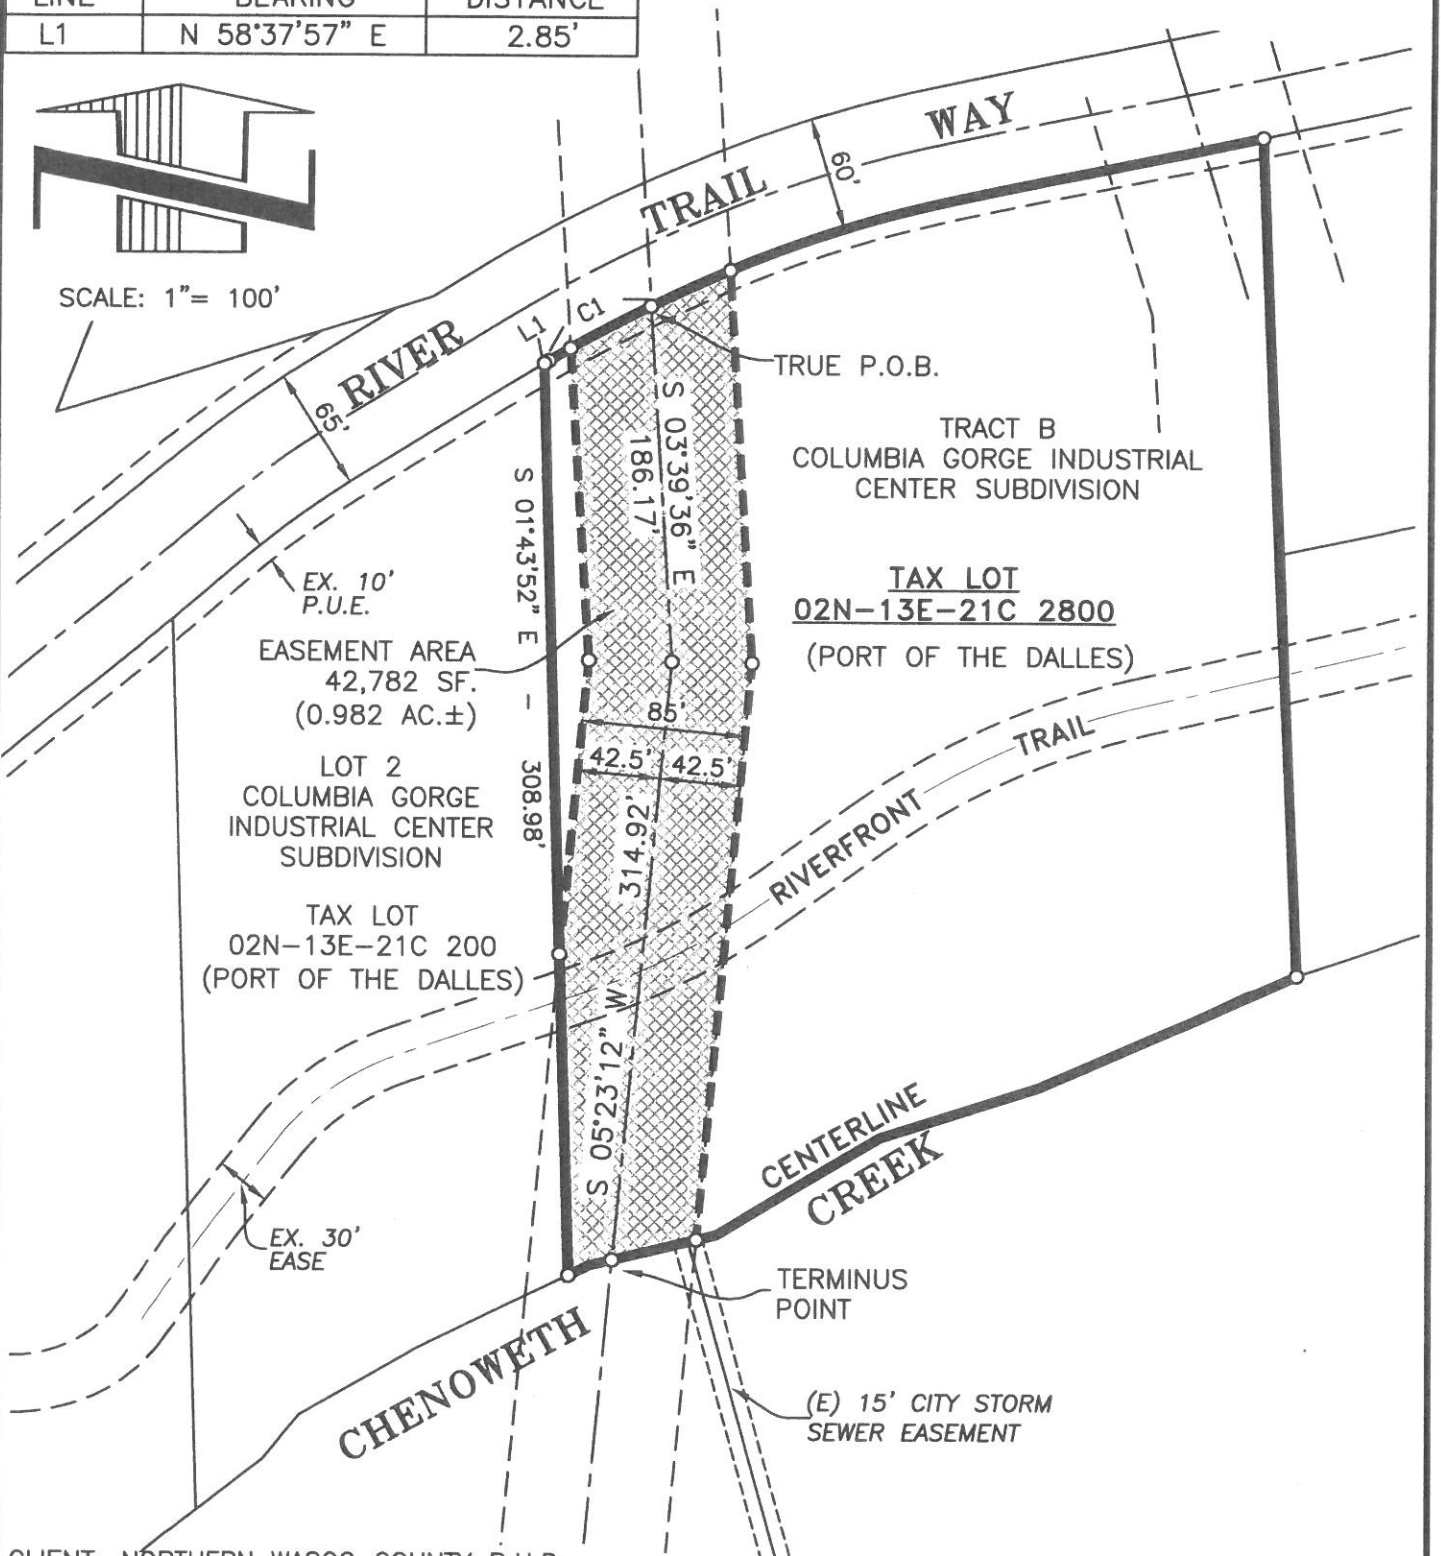 LINE BEARING DISTANCE
L1 N 58°37'57" E 2.85'
SCALE: 1"= 100'
RIVER TRAIL WAY
60'
65'
L1
C1
TRUE P.O.B.
S 03°39'36" E
186.17'
S 01°43'52" E - 308.98'
TRACT B
COLUMBIA GORGE INDUSTRIAL
CENTER SUBDIVISION
TAX LOT
02N-13E-21C 2800
(PORT OF THE DALLES)
EX. 10'
P.U.E.
EASEMENT AREA
42,782 SF.
(0.982 AC.±)
85'
42.5' 42.5'
LOT 2
COLUMBIA GORGE
INDUSTRIAL CENTER
SUBDIVISION
TAX LOT
02N-13E-21C 200
(PORT OF THE DALLES)
314.92'
S 05°23'12" W
RIVERFRONT TRAIL
EX. 30'
EASE
CENTERLINE
CHENOWETH CREEK
TERMINUS
POINT
(E) 15' CITY STORM
SEWER EASEMENT
CLIENT NORTHERN WASCO COUNTY P.U.D.